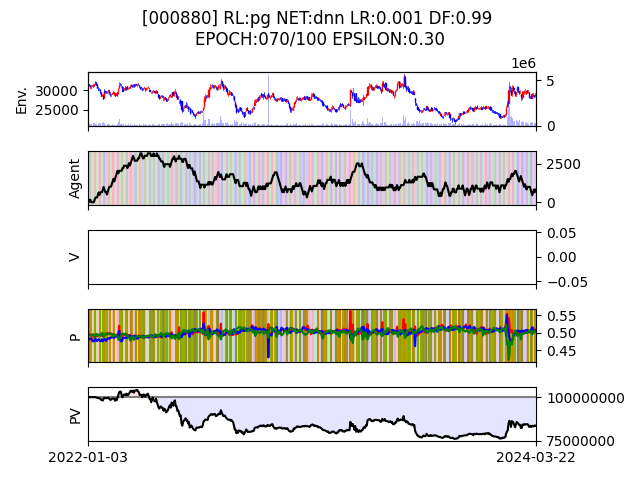 [000880] RL:pg NET:dnn LR:0.001 DF:0.99
EPOCH:070/100 EPSILON:0.30
1e6
Env.
30000
25000
5
0
Agent
2500
0
V
0.05
0.00
−0.05
P
0.55
0.50
0.45
PV
100000000
75000000
2022-01-03
2024-03-22